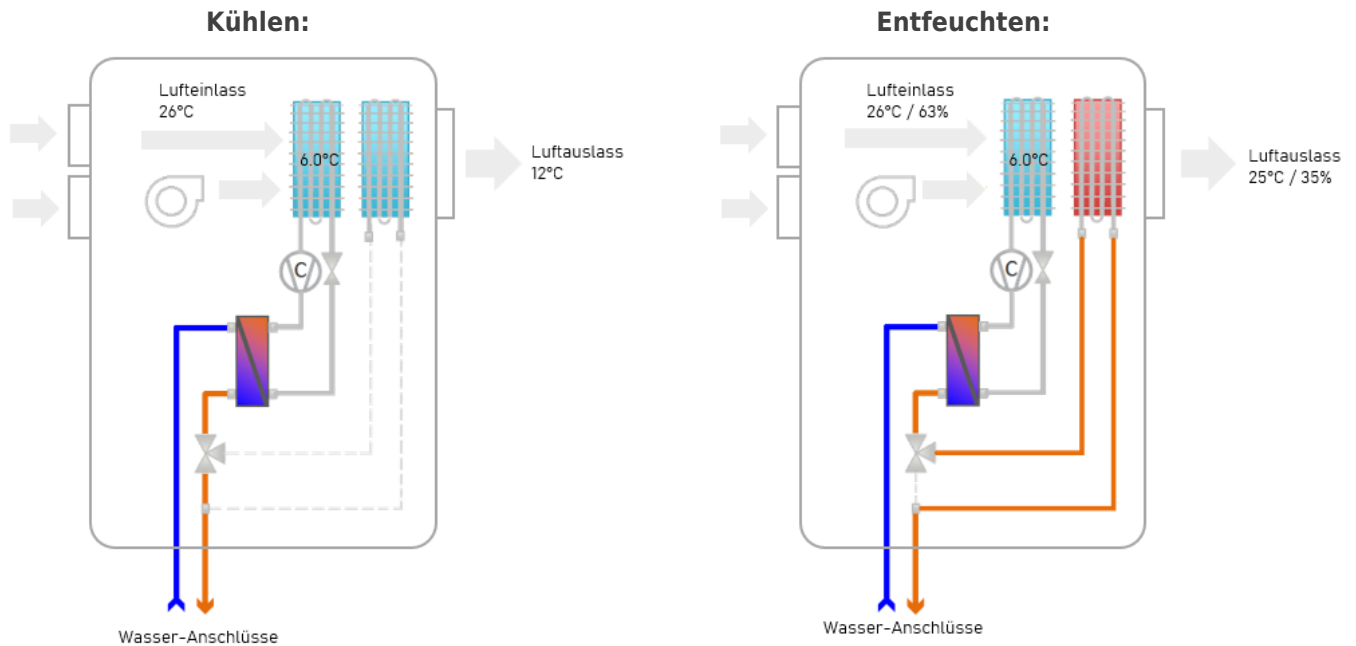 Kühlen:
Lufteinlass
26°C
6.0°C
Luftauslass
12°C
C
Wasser-Anschlüsse
Entfeuchten:
Lufteinlass
26°C / 63%
6.0°C
Luftauslass
25°C / 35%
C
Wasser-Anschlüsse